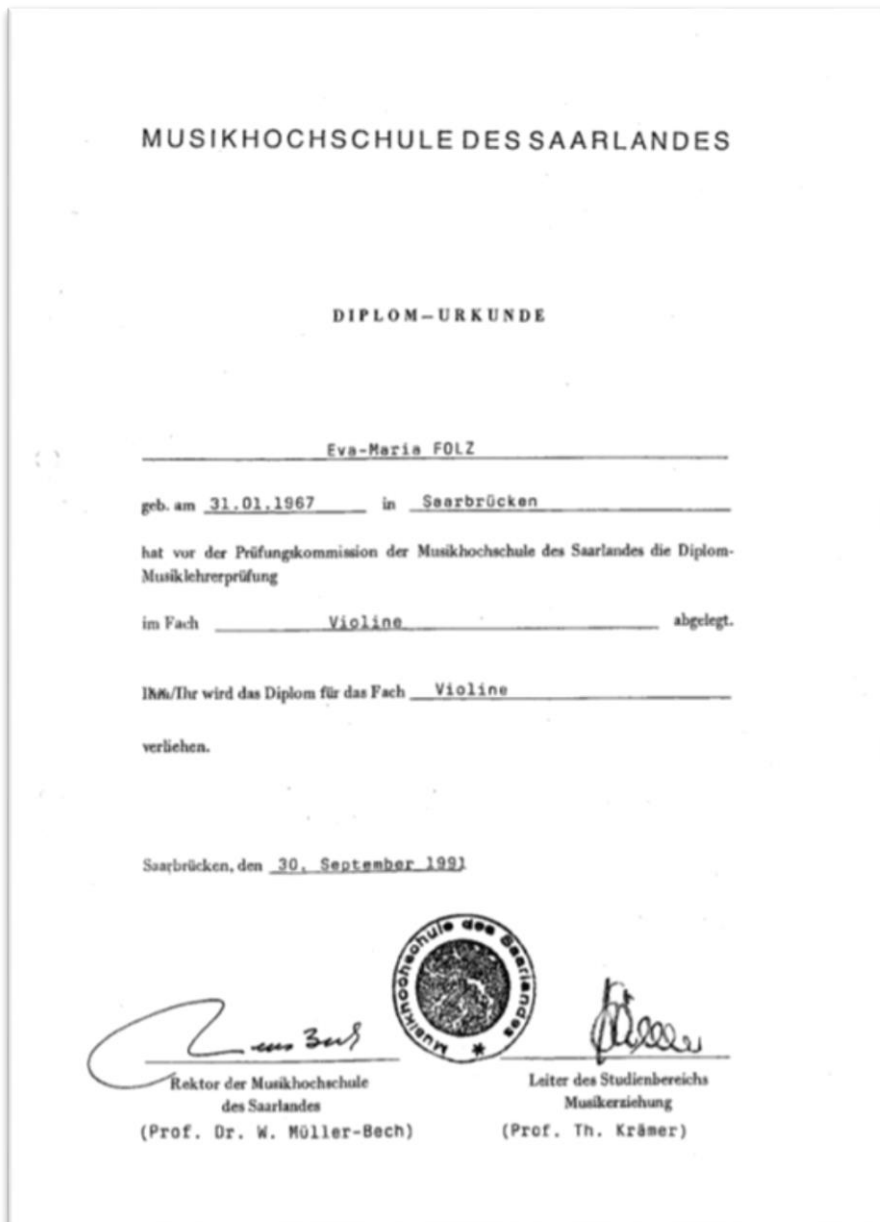 MUSIKHOCHSCHULE DES SAARLANDES
DIPLOM–URKUNDE
Eva-Maria FOLZ
geb. am 31.01.1967 in Saarbrücken
hat vor der Prüfungskommission der Musikhochschule des Saarlandes die Diplom-
Musiklehrerprüfung
im Fach Violine abgelegt.
/Ihr wird das Diplom für das Fach Violine
verliehen.
Saarbrücken, den 30. September 1991
Musikhochschule des Saarlandes *
Rektor der Musikhochschule Leiter des Studienbereichs
des Saarlandes Musikerziehung
(Prof. Dr. W. Müller-Bech) (Prof. Th. Krämer)